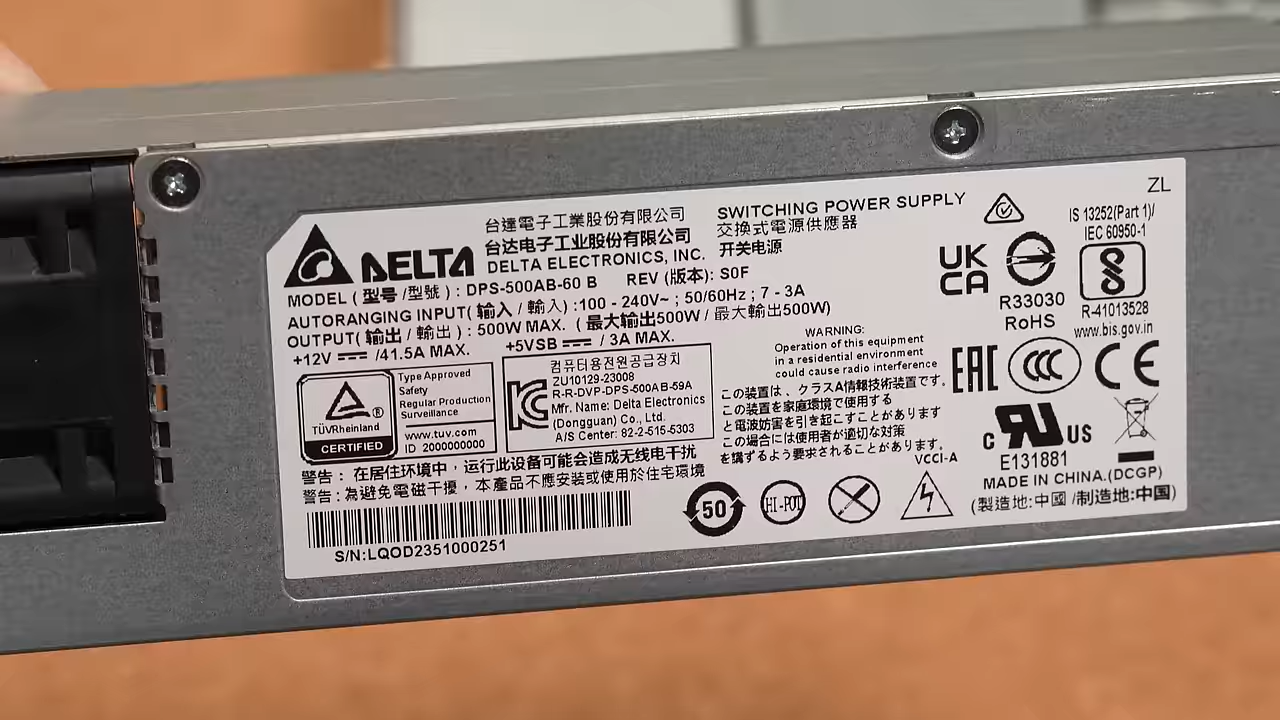 台達電子工業股份有限公司
台达电子工业股份有限公司
DELTA
DELTA ELECTRONICS, INC.
SWITCHING POWER SUPPLY
交換式電源供應器
开关电源
ZL
MODEL ( 型号 /型號 ) : DPS-500AB-60 B REV (版本): S0F
AUTORANGING INPUT( 输入 / 輸入 ) :100 - 240V~ ; 50/60Hz ; 7 - 3A
OUTPUT( 输出 / 輸出 ) : 500W MAX. ( 最大输出500W / 最大輸出500W)
+12V /41.5A MAX. +5VSB / 3A MAX.
TÜVRheinland ®
CERTIFIED
Type Approved
Safety
Regular Production
Surveillance
www.tuv.com
ID 2000000000
컴퓨터용전원공급장치
ZU10129-23008
R-R-DVP-DPS-500AB-59A
Mfr. Name: Delta Electronics
(Dongguan) Co., Ltd.
A/S Center: 82-2-515-5303
WARNING:
Operation of this equipment
in a residential environment
could cause radio interference
この装置は、クラスA情報技術装置です。
この装置を家庭環境で使用する
と電波妨害を引き起こすことがあります
この場合には使用者が適切な対策
を講ずるよう要求されることがあります。
VCCI-A
警告 : 在居住环境中，运行此设备可能会造成无线电干扰
警告 : 為避免電磁干擾，本產品不應安裝或使用於住宅環境
S/N:LQOD2351000251
50
HI-POT
UK
CA
R33030
RoHS
IS 13252(Part 1)/
IEC 60950-1
R-41013528
www.bis.gov.in
EAC
CCC
CE
c RU US
E131881
MADE IN CHINA.(DCGP)
(製造地:中國 /制造地:中国)